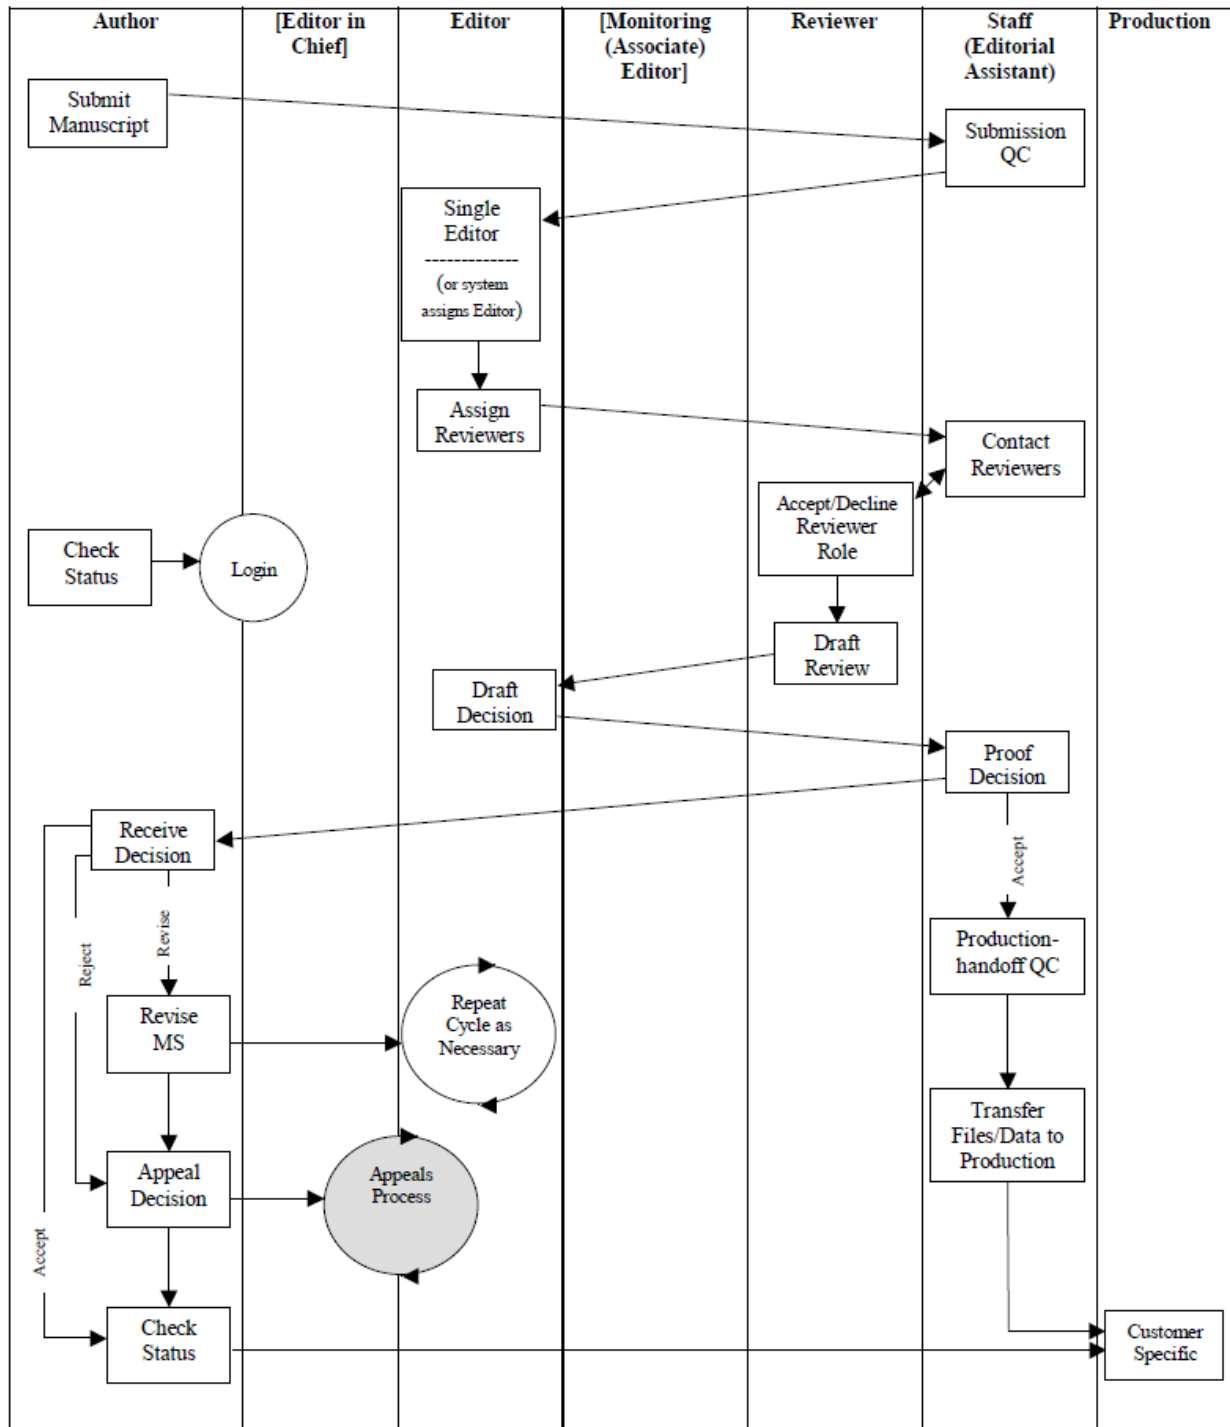 Author
[Editor in
Chief]
Editor
[Monitoring
(Associate)
Editor]
Reviewer
Staff
(Editorial
Assistant)
Production
Submit
Manuscript
Submission
QC
Single
Editor
-------------
(or system
assigns Editor)
Assign
Reviewers
Contact
Reviewers
Accept/Decline
Reviewer
Role
Check
Status
Login
Draft
Review
Draft
Decision
Proof
Decision
Receive
Decision
Accept
Revise
Reject
Production-
handoff QC
Revise
MS
Repeat
Cycle as
Necessary
Transfer
Files/Data to
Production
Appeal
Decision
Appeals
Process
Accept
Check
Status
Customer
Specific